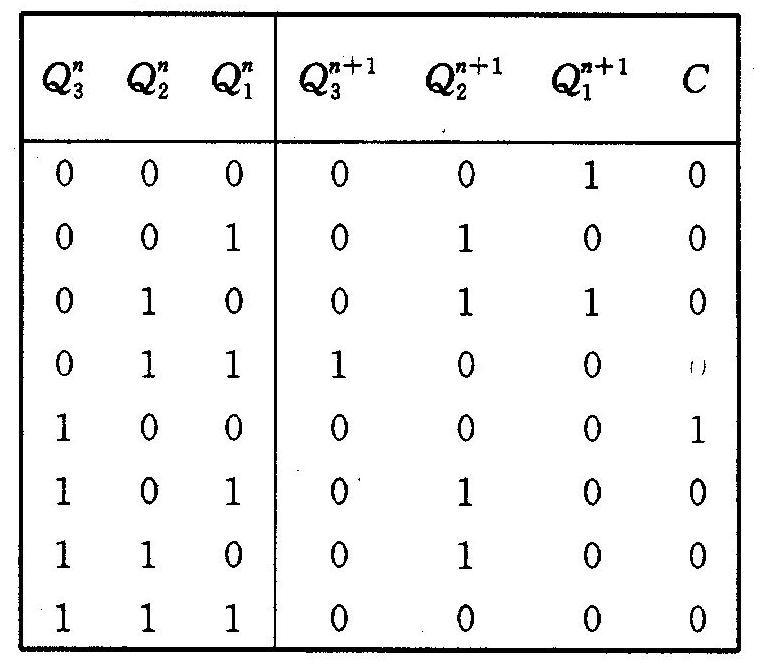 Q₃ⁿ Q₂ⁿ Q₁ⁿ Q₃ⁿ⁺¹ Q₂ⁿ⁺¹ Q₁ⁿ⁺¹ C
0 0 0 0 0 1 0
0 0 1 0 1 0 0
0 1 0 0 1 1 0
0 1 1 1 0 0 0
1 0 0 0 0 0 1
1 0 1 0 1 0 0
1 1 0 0 1 0 0
1 1 1 0 0 0 0